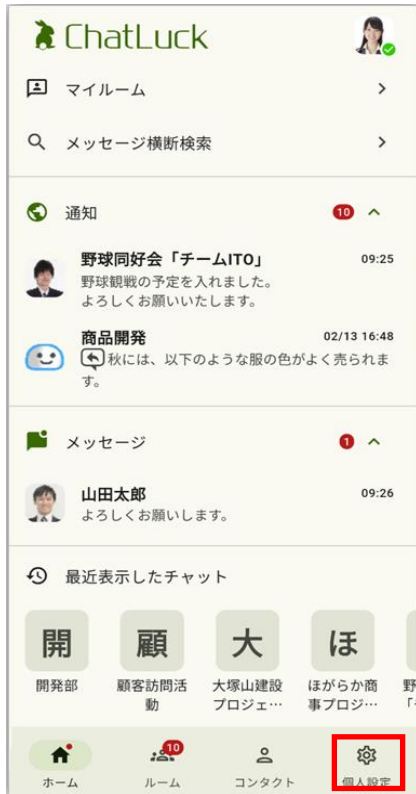 ChatLuck
マイルーム
メッセージ横断検索
通知 10
野球同好会「チームITO」 09:25
野球観戦の予定を入れました。
よろしくお願いいたします。
商品開発 02/13 16:48
秋には、以下のような服の色がよく売られま
す。
メッセージ 1
山田太郎 09:26
よろしくお願いします。
最近表示したチャット
開 顧 大 ほ
開発部 顧客訪問活 大塚山建設 ほがらか商 野
動 プロジェ… 事プロジ… 「
10
ホーム ルーム コンタクト 個人設定